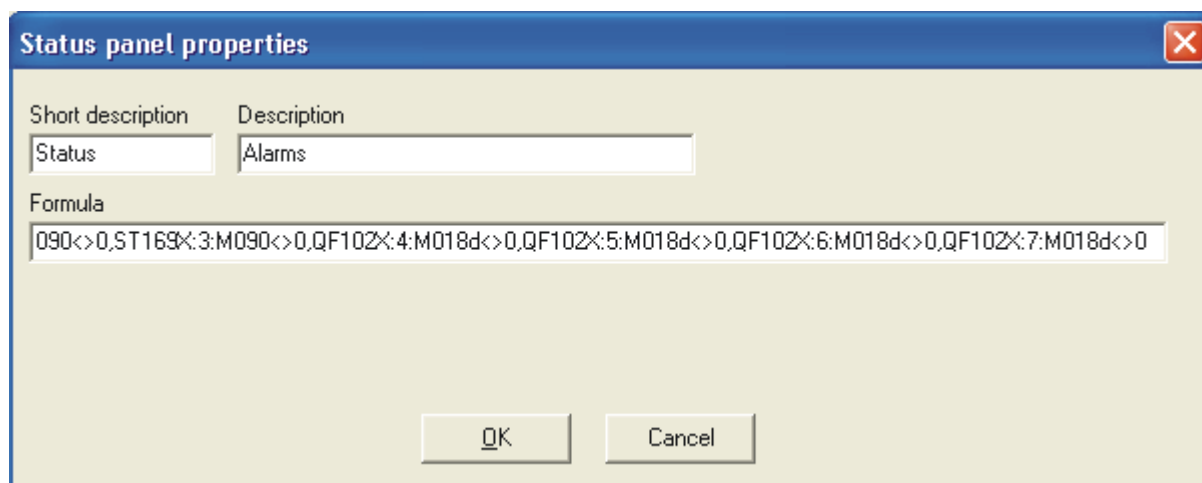 Status panel properties
Short description Description
Status Alarms
Formula
090<>0,ST169X:3:M090<>0,QF102X:4:M018d<>0,QF102X:5:M018d<>0,QF102X:6:M018d<>0,QF102X:7:M018d<>0
OK Cancel